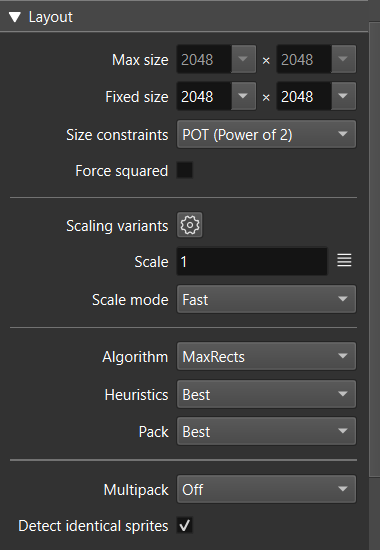 Layout
Max size 2048 × 2048
Fixed size 2048 × 2048
Size constraints POT (Power of 2)
Force squared
Scaling variants
Scale 1
Scale mode Fast
Algorithm MaxRects
Heuristics Best
Pack Best
Multipack Off
Detect identical sprites